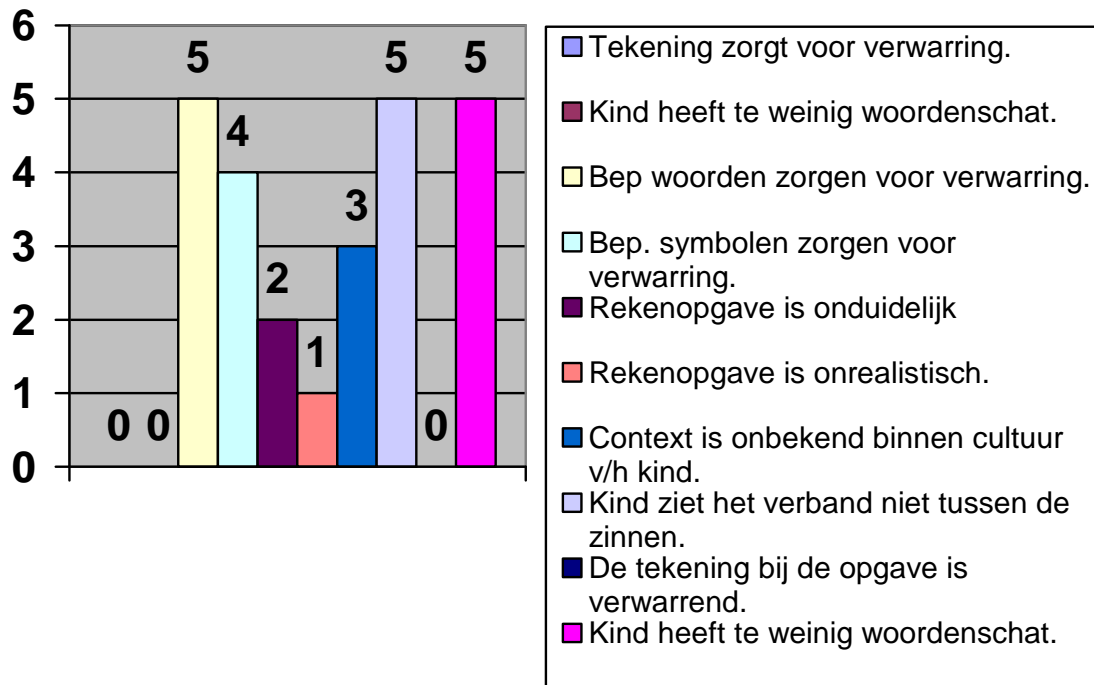 6
5
4
3
2
1
0
0 0 5 4 2 1 3 5 0 5
Tekening zorgt voor verwarring.
Kind heeft te weinig woordenschat.
Bep woorden zorgen voor verwarring.
Bep. symbolen zorgen voor
verwarring.
Rekenopgave is onduidelijk
Rekenopgave is onrealistisch.
Context is onbekend binnen cultuur
v/h kind.
Kind ziet het verband niet tussen de
zinnen.
De tekening bij de opgave is
verwarrend.
Kind heeft te weinig woordenschat.